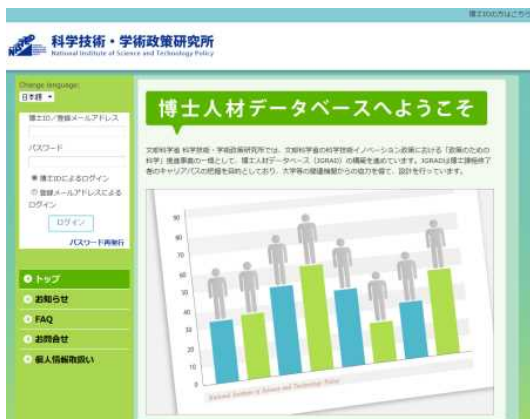 博士IDの方はこちら
NISTEP
科学技術・学術政策研究所
National Institute of Science and Technology Policy
Change language:
日本語
博士ID/登録メールアドレス
パスワード
博士IDによるログイン
登録メールアドレスによる
ログイン
ログイン
パスワード再発行
トップ
お知らせ
FAQ
お問合せ
個人情報取扱い
博士人材データベースへようこそ
文部科学省 科学技術・学術政策研究所では、文部科学省の科学技術イノベーション政策における「政策のための
科学」推進事業の一環として、博士人材データベース(JGRAD)の構築を進めています。JGRADは博士課程修了
者のキャリアパスの把握を目的としており、大学等の関連機関からの協力を得て、設計を行っています。
90
80
70
60
50
40
30
20
10
0
National Institute of Science and Technology Policy